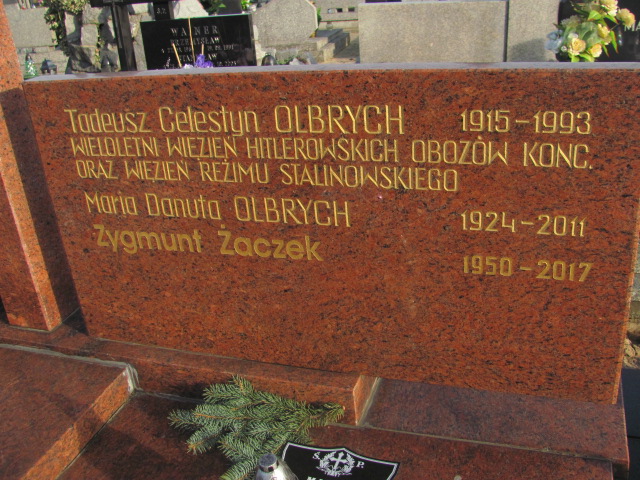 WAJNER
Tadeusz Celestyn OLBRYCH 1915-1993
WIELOLETNI WIĘZIEŃ HITLEROWSKICH OBOZÓW KONC.
ORAZ WIĘZIEŃ REŻIMU STALINOWSKIEGO
Maria Danuta OLBRYCH 1924-2011
Zygmunt Żaczek 1950-2017
Ś. P.